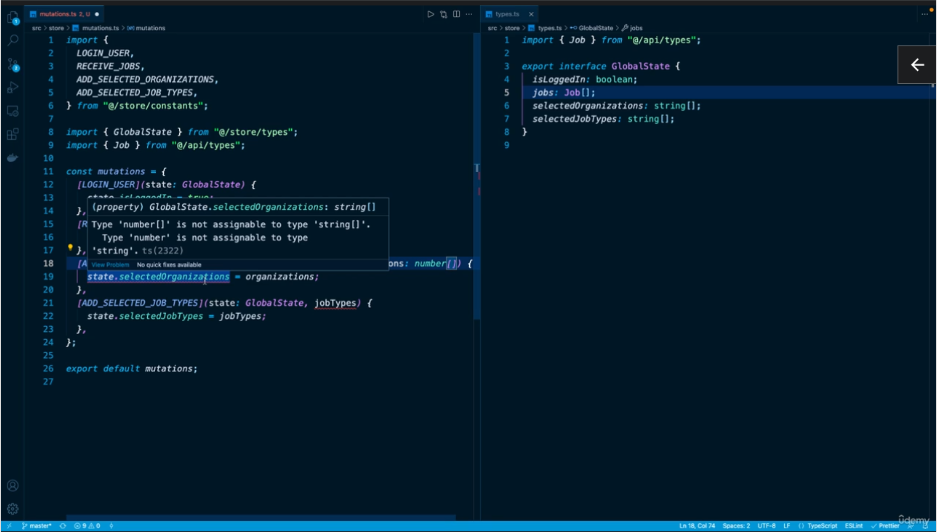 mutations.ts 2, U
types.ts
src > store > mutations.ts > mutations
src > store > types.ts > GlobalState > jobs
1 import {
2 LOGIN_USER,
3 RECEIVE_JOBS,
4 ADD_SELECTED_ORGANIZATIONS,
5 ADD_SELECTED_JOB_TYPES,
6 } from "@/store/constants";
7
8 import { GlobalState } from "@/store/types";
9 import { Job } from "@/api/types";
10
11 const mutations = {
12 [LOGIN_USER](state: GlobalState) {
13 state.isLoggedIn = true;
(property) GlobalState.selectedOrganizations: string[]
14 },
Type 'number[]' is not assignable to type 'string[]'.
15 [R
Type 'number' is not assignable to type
16
'string'. ts(2322)
17 },
View Problem No quick fixes available
18 [A ons: number[]) {
19 state.selectedOrganizations = organizations;
20 },
21 [ADD_SELECTED_JOB_TYPES](state: GlobalState, jobTypes) {
22 state.selectedJobTypes = jobTypes;
23 },
24 };
25
26 export default mutations;
27
1 import { Job } from "@/api/types";
2
3 export interface GlobalState {
4 isLoggedIn: boolean;
5 jobs: Job[];
6 selectedOrganizations: string[];
7 selectedJobTypes: string[];
8 }
9
master* 9 0
Ln 18, Col 74 Spaces: 2 UTF-8 LF TypeScript ESLint Prettier
udemy